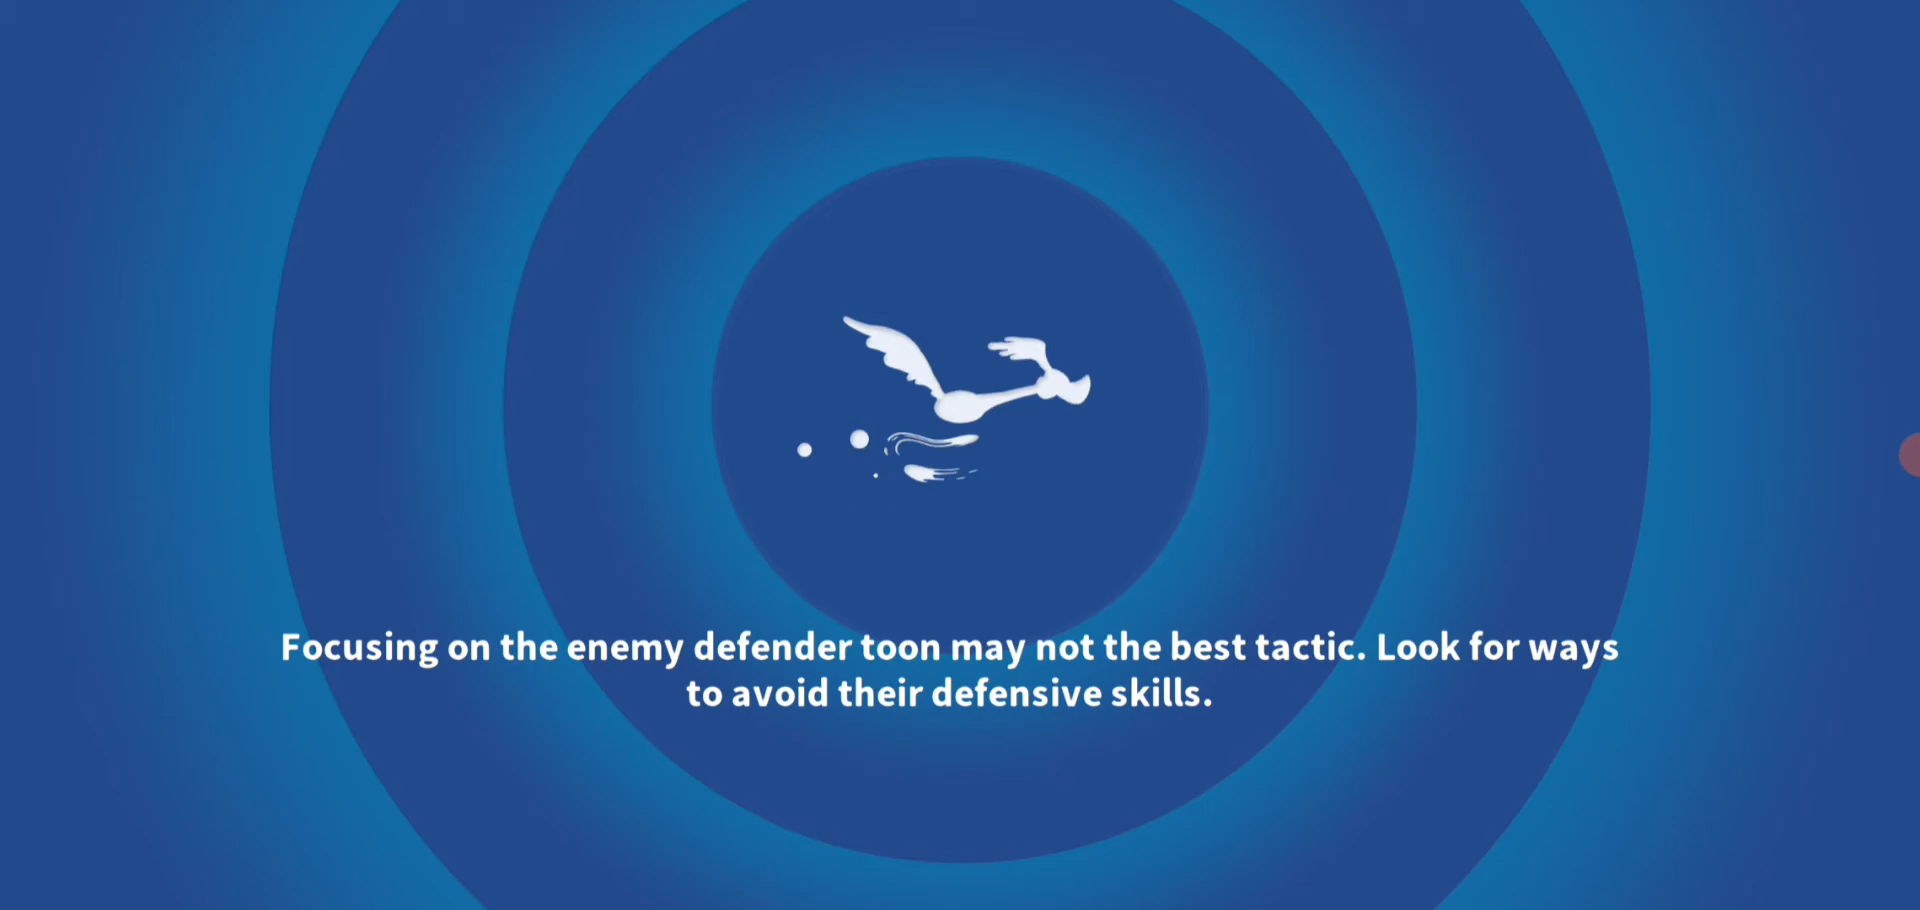 Focusing on the enemy defender toon may not the best tactic. Look for ways
to avoid their defensive skills.